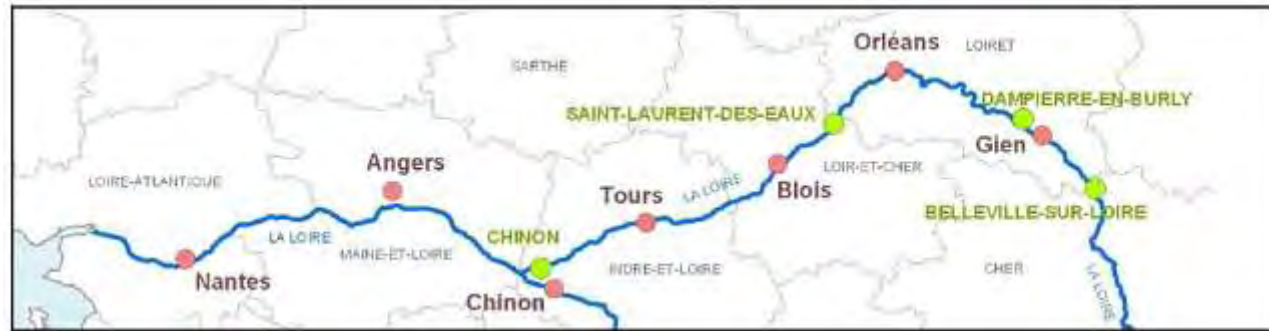 Orléans
LOIRET
SARTHE
SAINT-LAURENT-DES-EAUX
DAMPIERRE-EN-BURLY
Gien
Angers
LOIR-ET-CHER
LOIRE-ATLANTIQUE
Tours
LA LOIRE
Blois
BELLEVILLE-SUR-LOIRE
LA LOIRE
CHINON
MAINE-ET-LOIRE
INDRE-ET-LOIRE
CHER
Nantes
Chinon
LA LOIRE